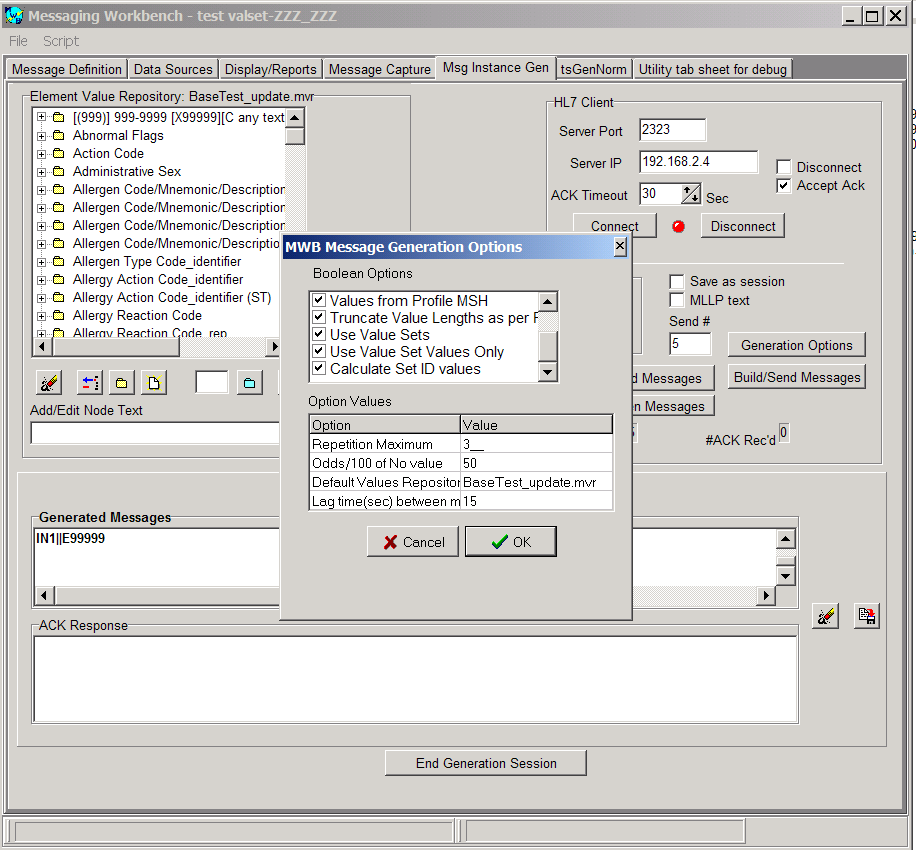 Messaging Workbench - test valset-ZZZ_ZZZ
File Script
Message Definition Data Sources Display/Reports Message Capture Msg Instance Gen tsGenNorm Utility tab sheet for debug
Element Value Repository: BaseTest_update.mvr
[(999)] 999-9999 [X99999][C any text
Abnormal Flags
Action Code
Administrative Sex
Allergen Code/Mnemonic/Description
Allergen Code/Mnemonic/Description
Allergen Code/Mnemonic/Description
Allergen Code/Mnemonic/Description
Allergen Type Code_identifier
Allergy Action Code_identifier
Allergy Action Code_identifier (ST)
Allergy Reaction Code
Allergy Reaction Code_rep
Add/Edit Node Text
HL7 Client
Server Port 2323
Server IP 192.168.2.4
Disconnect
ACK Timeout 30 Sec
Accept Ack
Connect Disconnect
Save as session
MLLP text
Send #
5 Generation Options
d Messages Build/Send Messages
en Messages
#ACK Rec'd 0
MWB Message Generation Options
Boolean Options
Values from Profile MSH
Truncate Value Lengths as per
Use Value Sets
Use Value Set Values Only
Calculate Set ID values
Option Values
Option Value
Repetition Maximum 3__
Odds/100 of No value 50
Default Values Repositor BaseTest_update.mvr
Lag time(sec) between m 15
Cancel OK
Generated Messages
IN1||E99999
ACK Response
End Generation Session